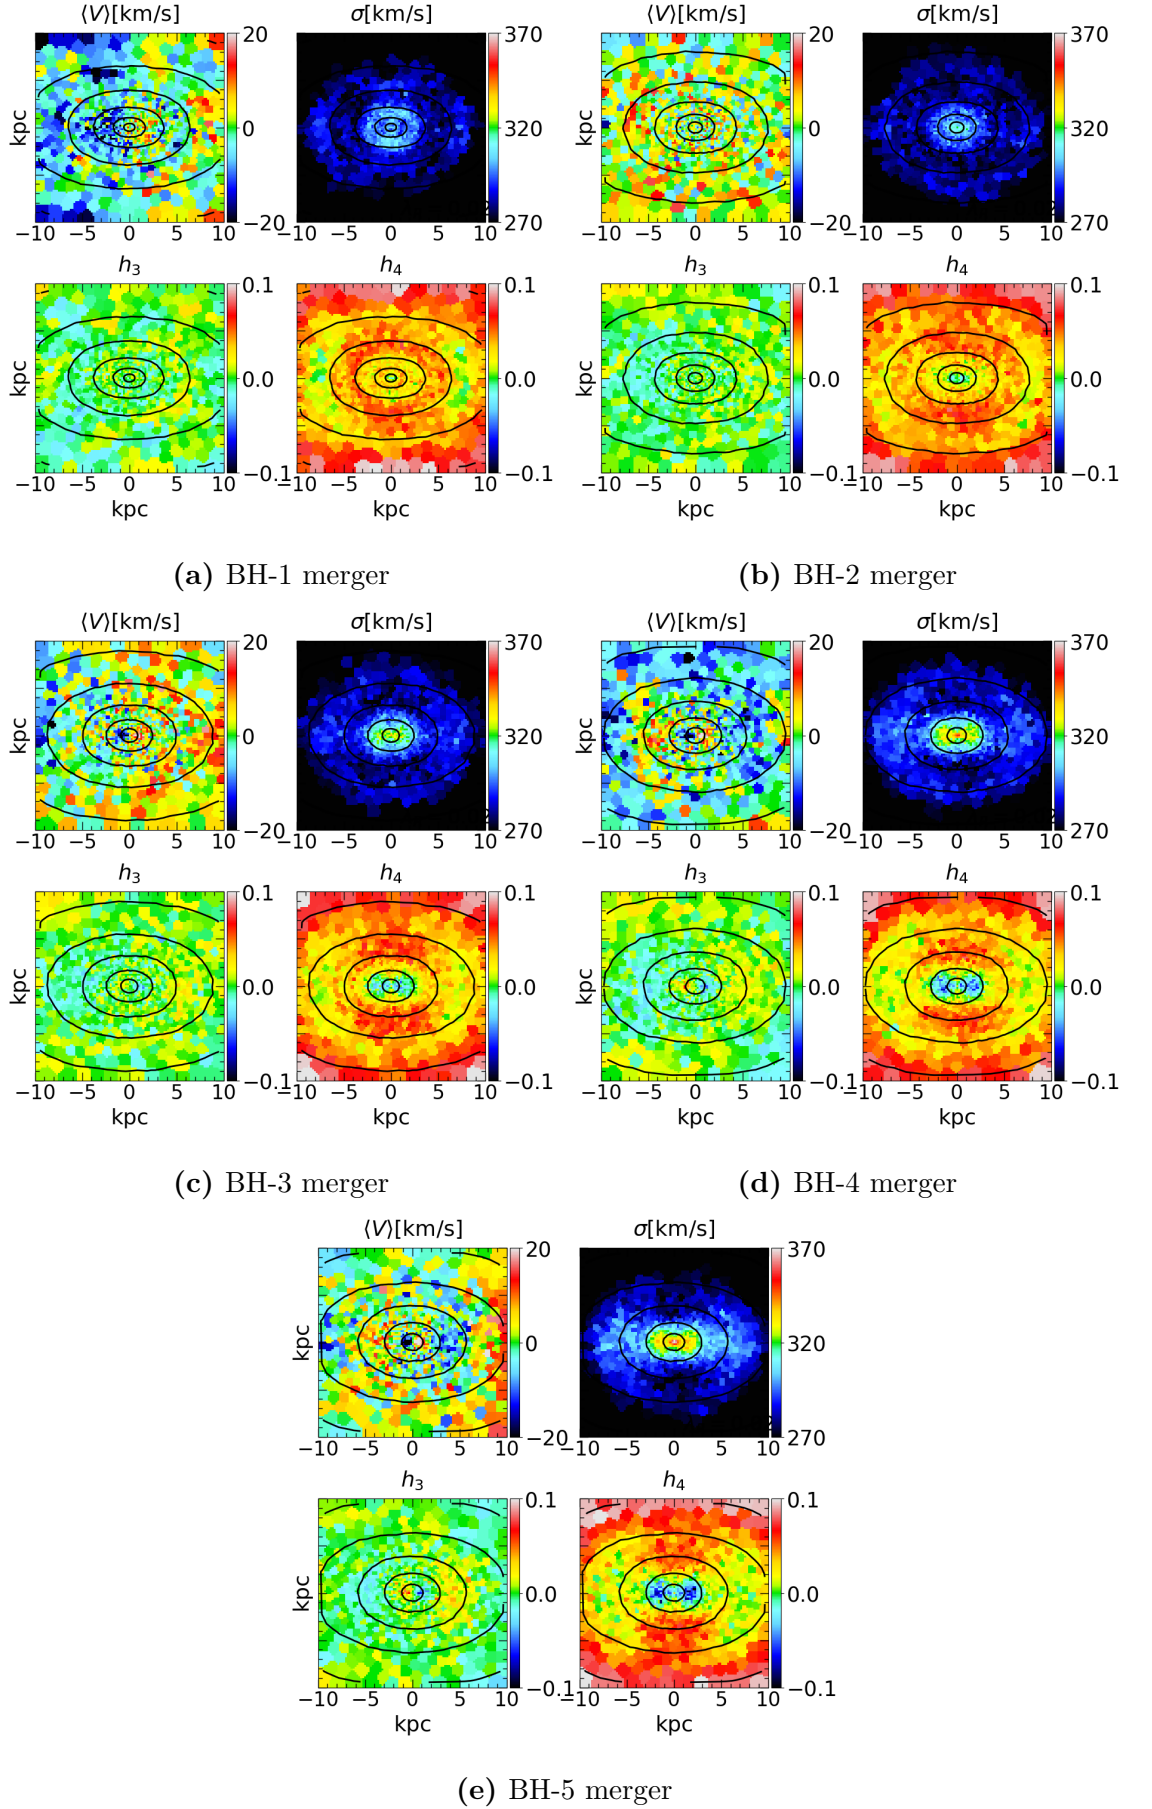 ⟨V⟩[km/s] σ[km/s] ⟨V⟩[km/s] σ[km/s]
20 370 20 370
kpc 0 320 kpc 0 320
−20 270 −20 270
−10 −5 0 5 10 −10 −5 0 5 10 −10 −5 0 5 10 −10 −5 0 5 10
h3 h4 h3 h4
0.1 0.1 0.1 0.1
kpc 0.0 0.0 kpc 0.0 0.0
−0.1 −0.1 −0.1 −0.1
−10 −5 0 5 10 −10 −5 0 5 10 −10 −5 0 5 10 −10 −5 0 5 10
kpc kpc kpc kpc
(a) BH-1 merger (b) BH-2 merger
⟨V⟩[km/s] σ[km/s] ⟨V⟩[km/s] σ[km/s]
20 370 20 370
kpc 0 320 kpc 0 320
−20 270 −20 270
−10 −5 0 5 10 −10 −5 0 5 10 −10 −5 0 5 10 −10 −5 0 5 10
h3 h4 h3 h4
0.1 0.1 0.1 0.1
kpc 0.0 0.0 kpc 0.0 0.0
−0.1 −0.1 −0.1 −0.1
−10 −5 0 5 10 −10 −5 0 5 10 −10 −5 0 5 10 −10 −5 0 5 10
kpc kpc kpc kpc
(c) BH-3 merger (d) BH-4 merger
⟨V⟩[km/s] σ[km/s]
20 370
kpc 0 320
−20 270
−10 −5 0 5 10 −10 −5 0 5 10
h3 h4
0.1 0.1
kpc 0.0 0.0
−0.1 −0.1
−10 −5 0 5 10 −10 −5 0 5 10
kpc kpc
(e) BH-5 merger